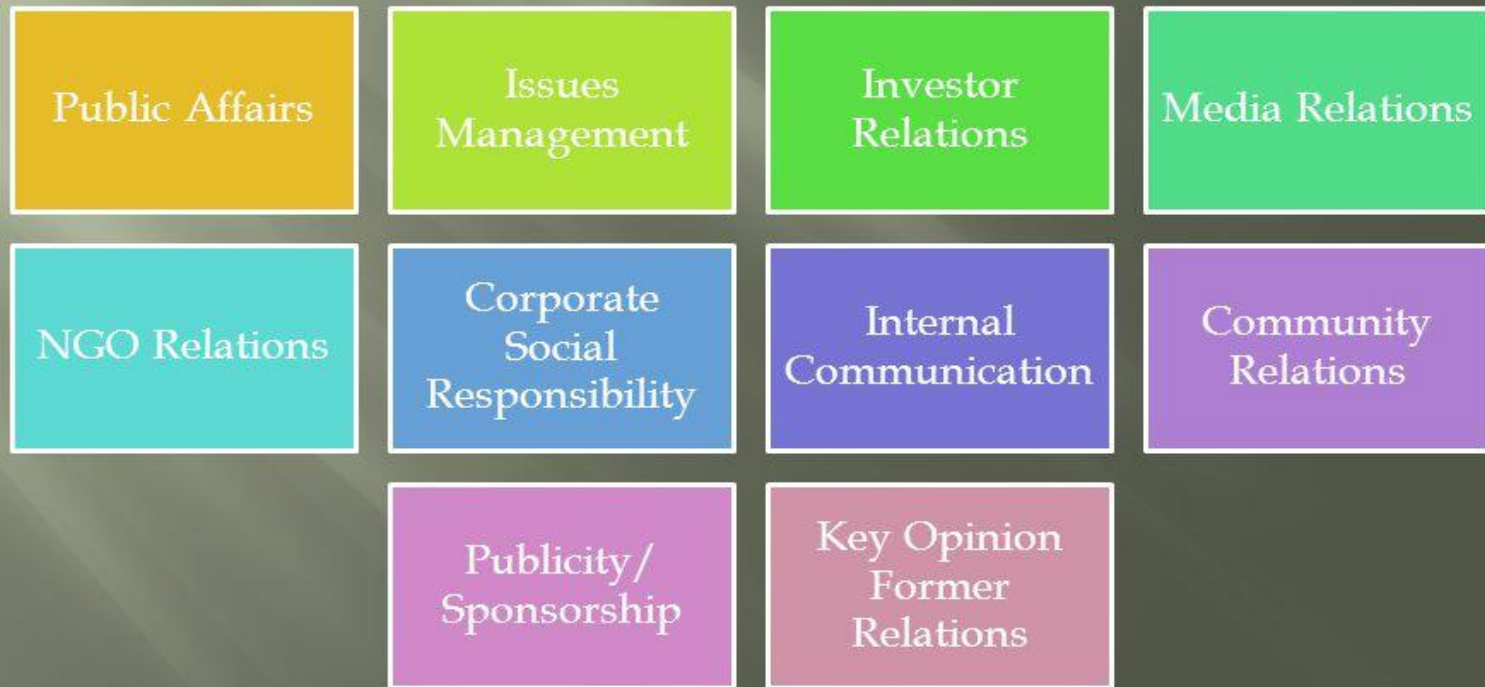 Public Affairs
Issues
Management
Investor
Relations
Media Relations
NGO Relations
Corporate
Social
Responsibility
Internal
Communication
Community
Relations
Publicity/
Sponsorship
Key Opinion
Former
Relations